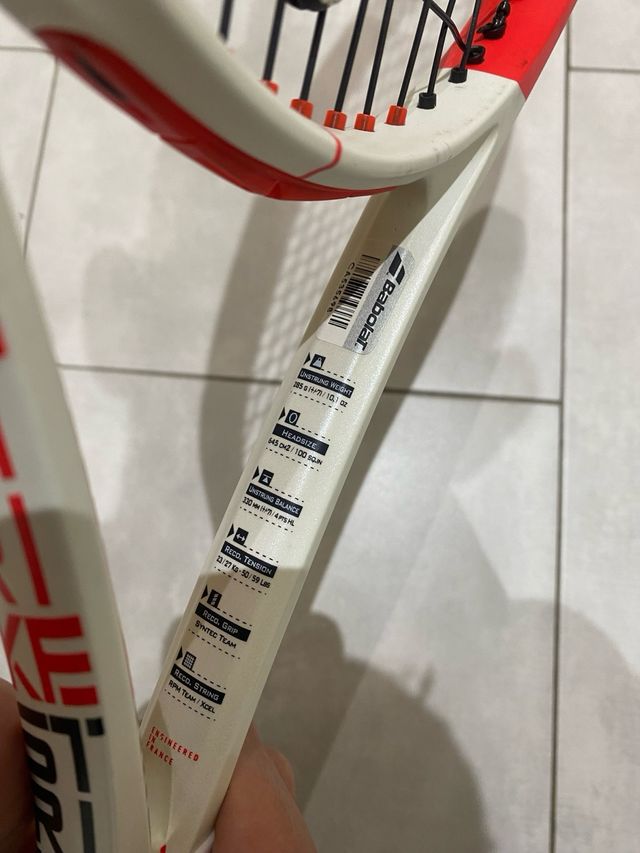 Babolat
CA535698
UNSTRUNG WEIGHT
285 G (+/-7) / 10.1 OZ
HEADSIZE
645 CM2 / 100 SQ.IN
UNSTRUNG BALANCE
330 MM (+/-7) / 4 PTS HL
RECO. TENSION
23 / 27 KG - 50 / 59 LBS
RECO. GRIP
SYNTEC TEAM
RECO. STRING
RPM TEAM / XCEL
ENGINEERED
IN
FRANCE